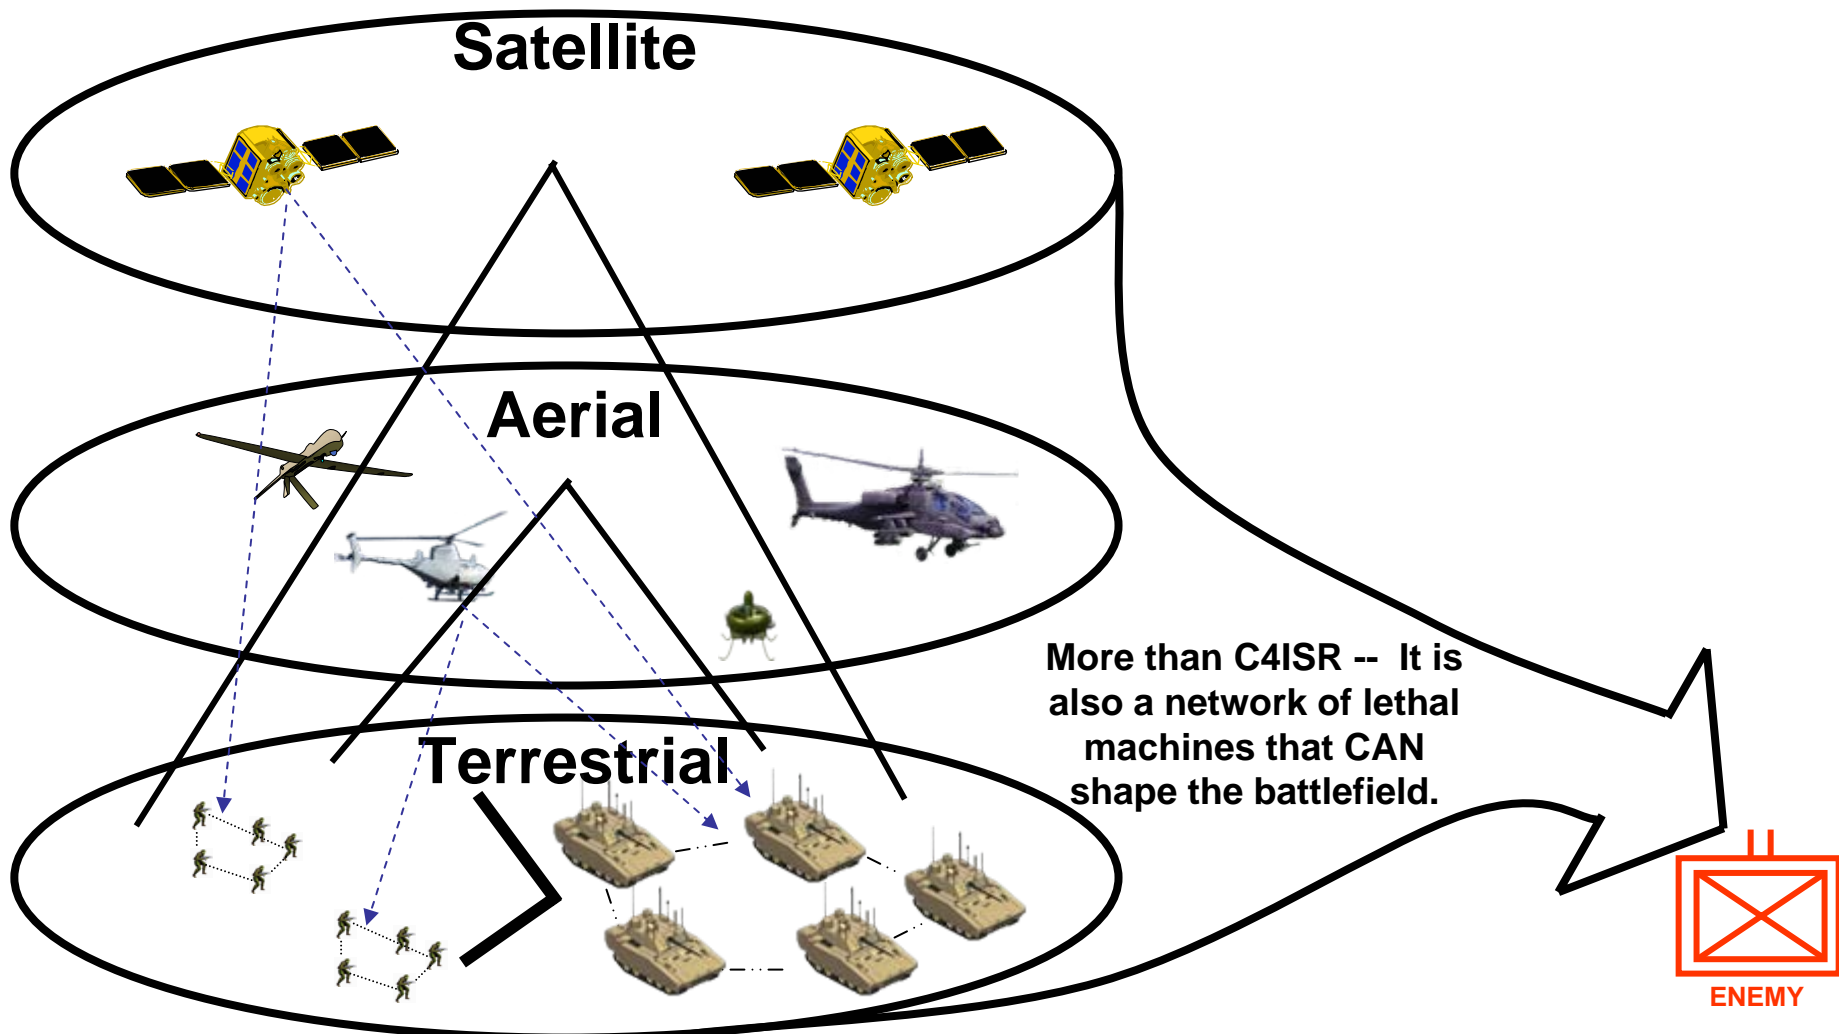 Satellite
Aerial
Terrestrial
More than C4ISR -- It is
also a network of lethal
machines that CAN
shape the battlefield.
ENEMY